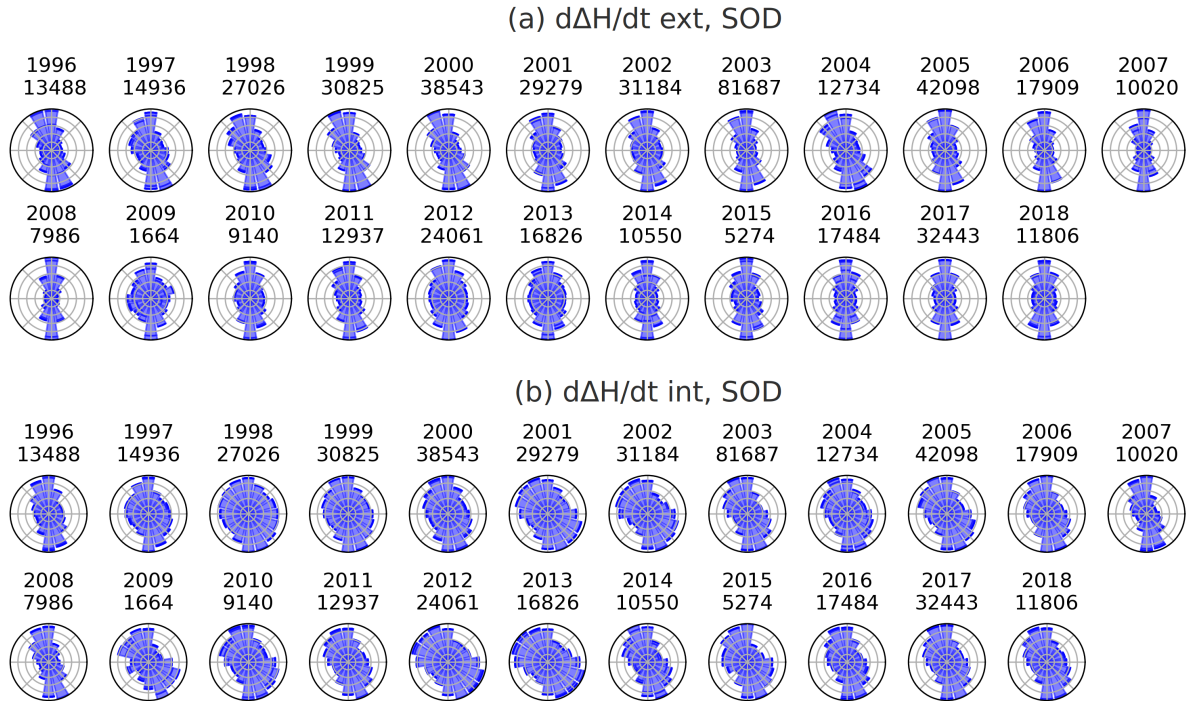 (a) dΔH/dt ext, SOD
1996 1997 1998 1999 2000 2001 2002 2003 2004 2005 2006 2007
13488 14936 27026 30825 38543 29279 31184 81687 12734 42098 17909 10020
2008 2009 2010 2011 2012 2013 2014 2015 2016 2017 2018
7986 1664 9140 12937 24061 16826 10550 5274 17484 32443 11806
(b) dΔH/dt int, SOD
1996 1997 1998 1999 2000 2001 2002 2003 2004 2005 2006 2007
13488 14936 27026 30825 38543 29279 31184 81687 12734 42098 17909 10020
2008 2009 2010 2011 2012 2013 2014 2015 2016 2017 2018
7986 1664 9140 12937 24061 16826 10550 5274 17484 32443 11806